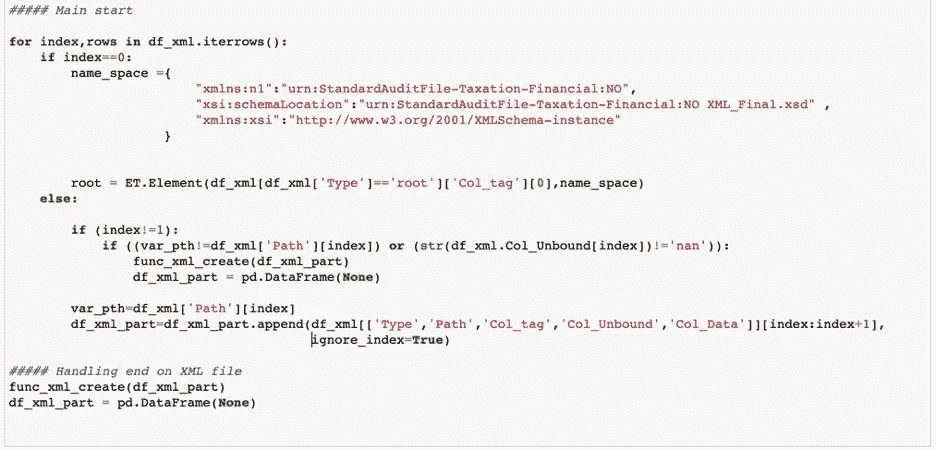 ##### Main start
for index,rows in df_xml.iterrows():
    if index==0:
        name_space ={
                        "xmlns:n1":"urn:StandardAuditFile-Taxation-Financial:NO",
                        "xsi:schemaLocation":"urn:StandardAuditFile-Taxation-Financial:NO XML_Final.xsd" ,
                        "xmlns:xsi":"http://www.w3.org/2001/XMLSchema-instance"
                    }
        root = ET.Element(df_xml[df_xml['Type']=='root']['Col_tag'][0],name_space)
    else:
        if (index!=1):
            if ((var_pth!=df_xml['Path'][index]) or (str(df_xml.Col_Unbound[index])!='nan')):
                func_xml_create(df_xml_part)
                df_xml_part = pd.DataFrame(None)
        var_pth=df_xml['Path'][index]
        df_xml_part=df_xml_part.append(df_xml[['Type','Path','Col_tag','Col_Unbound','Col_Data']][index:index+1],
                                       ignore_index=True)
##### Handling end on XML file
func_xml_create(df_xml_part)
df_xml_part = pd.DataFrame(None)